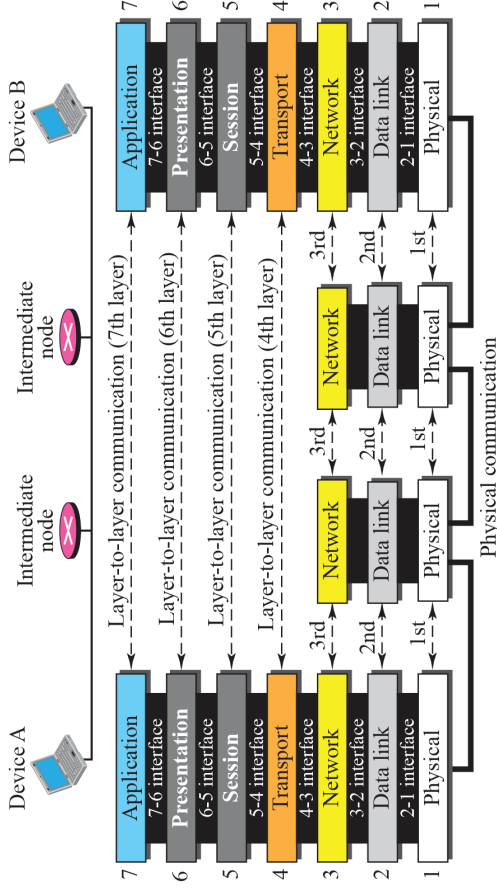 Device A
Intermediate
node
Intermediate
node
Device B
7
Application
Layer-to-layer communication (7th layer)
Application
7
7-6 interface
7-6 interface
6
Presentation
Layer-to-layer communication (6th layer)
Presentation
6
6-5 interface
6-5 interface
5
Session
Layer-to-layer communication (5th layer)
Session
5
5-4 interface
5-4 interface
4
Transport
Layer-to-layer communication (4th layer)
Transport
4
4-3 interface
4-3 interface
3
Network
3rd
Network
3rd
Network
3rd
Network
3
3-2 interface
3-2 interface
2
Data link
2nd
Data link
2nd
Data link
2nd
Data link
2
2-1 interface
2-1 interface
1
Physical
1st
Physical
1st
Physical
1st
Physical
1
Physical communication